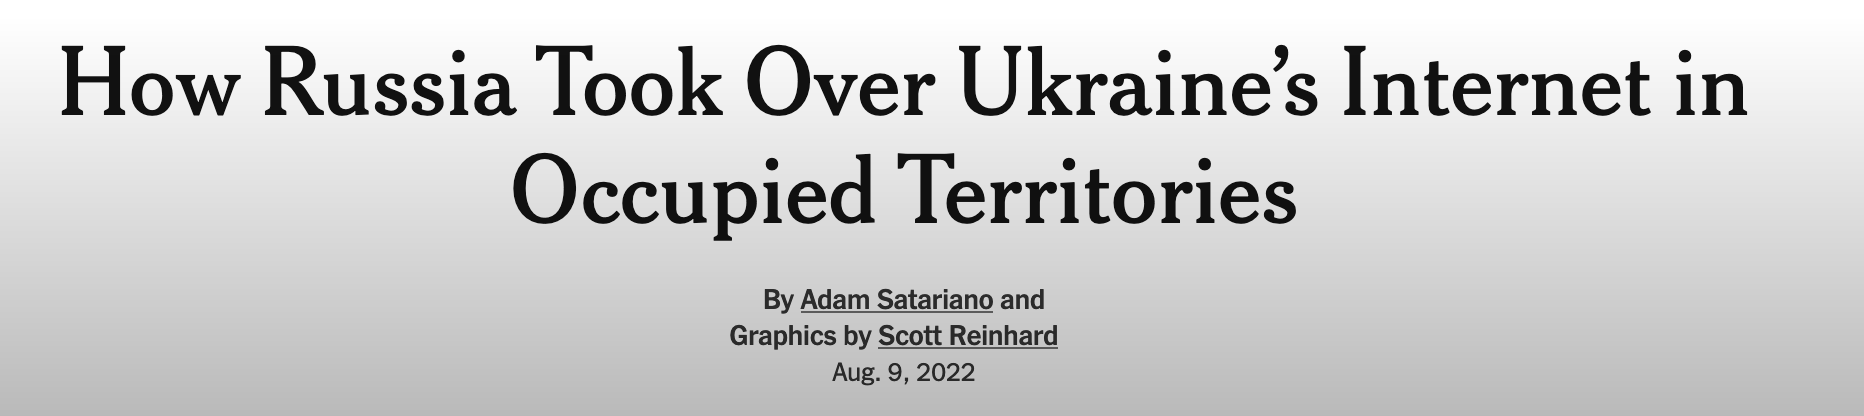 How Russia Took Over Ukraine’s Internet in
Occupied Territories
By Adam Satariano and
Graphics by Scott Reinhard
Aug. 9, 2022